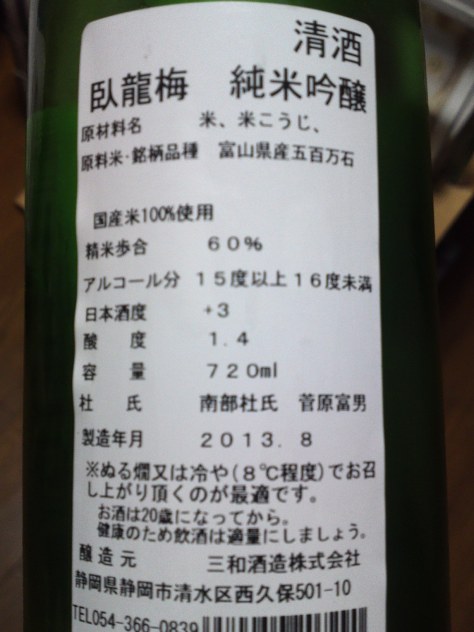 清酒
臥龍梅 純米吟醸
原材料名 米、米こうじ、
原料米・銘柄品種 富山県産五百万石
国産米100%使用
精米歩合 60%
アルコール分 15度以上16度未満
日本酒度 +3
酸度 1.4
容量 720ml
杜氏 南部杜氏 菅原富男
製造年月 2013.8
※ぬる燗又は冷や(8℃程度)でお召
し上がり頂くのが最適です。
お酒は20歳になってから。
健康のため飲酒は適量にしましょう。
醸造元 三和酒造株式会社
静岡県静岡市清水区西久保501-10
TEL054-366-0839